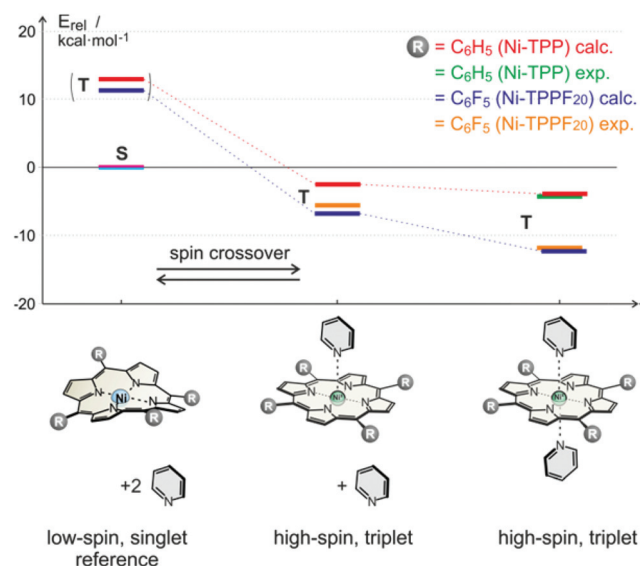 E_rel /
kcal·mol⁻¹
20
10
0
-10
-20
R = C₆H₅ (Ni-TPP) calc.
= C₆H₅ (Ni-TPP) exp.
= C₆F₅ (Ni-TPPF₂₀) calc.
= C₆F₅ (Ni-TPPF₂₀) exp.
(T)
S
T
T
spin crossover
R
N
N
Ni
N
N
R
R
R
+2
N
N
R
R
N
N
Ni
N
N
R
R
+
N
N
R
R
N
N
Ni
N
N
R
R
N
low-spin, singlet
reference
high-spin, triplet
high-spin, triplet